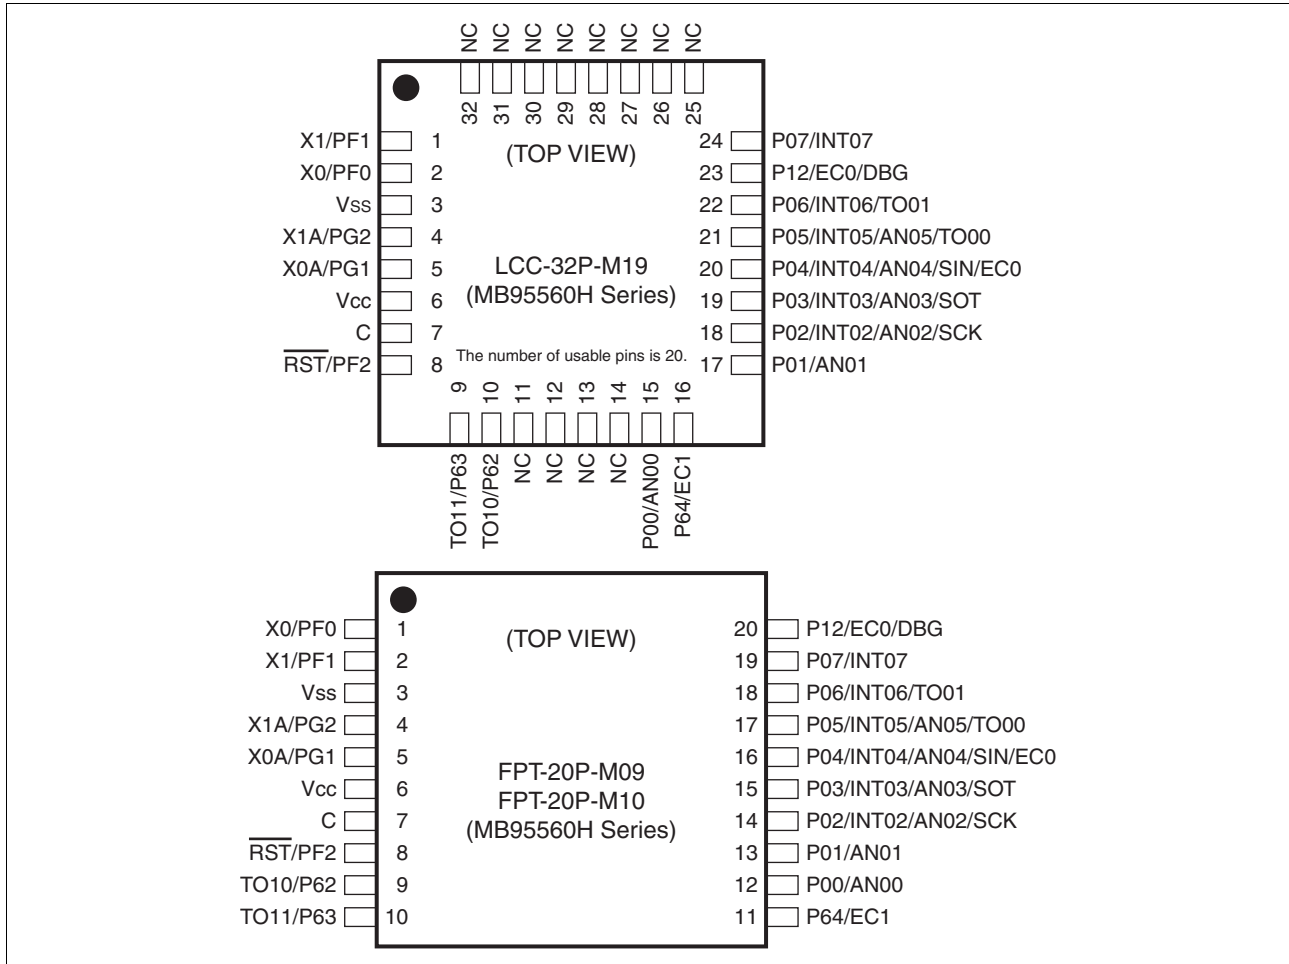 NC NC NC NC NC NC NC NC
32 31 30 29 28 27 26 25
X1/PF1 1 (TOP VIEW) 24 P07/INT07
X0/PF0 2 23 P12/EC0/DBG
Vss 3 22 P06/INT06/TO01
X1A/PG2 4 21 P05/INT05/AN05/TO00
X0A/PG1 5 LCC-32P-M19 20 P04/INT04/AN04/SIN/EC0
Vcc 6 (MB95560H Series) 19 P03/INT03/AN03/SOT
C 7 18 P02/INT02/AN02/SCK
RST/PF2 8 The number of usable pins is 20. 17 P01/AN01
9 10 11 12 13 14 15 16
TO11/P63 TO10/P62 NC NC NC NC P00/AN00 P64/EC1
X0/PF0 1 (TOP VIEW) 20 P12/EC0/DBG
X1/PF1 2 19 P07/INT07
Vss 3 18 P06/INT06/TO01
X1A/PG2 4 17 P05/INT05/AN05/TO00
X0A/PG1 5 FPT-20P-M09 16 P04/INT04/AN04/SIN/EC0
Vcc 6 FPT-20P-M10 15 P03/INT03/AN03/SOT
C 7 (MB95560H Series) 14 P02/INT02/AN02/SCK
RST/PF2 8 13 P01/AN01
TO10/P62 9 12 P00/AN00
TO11/P63 10 11 P64/EC1